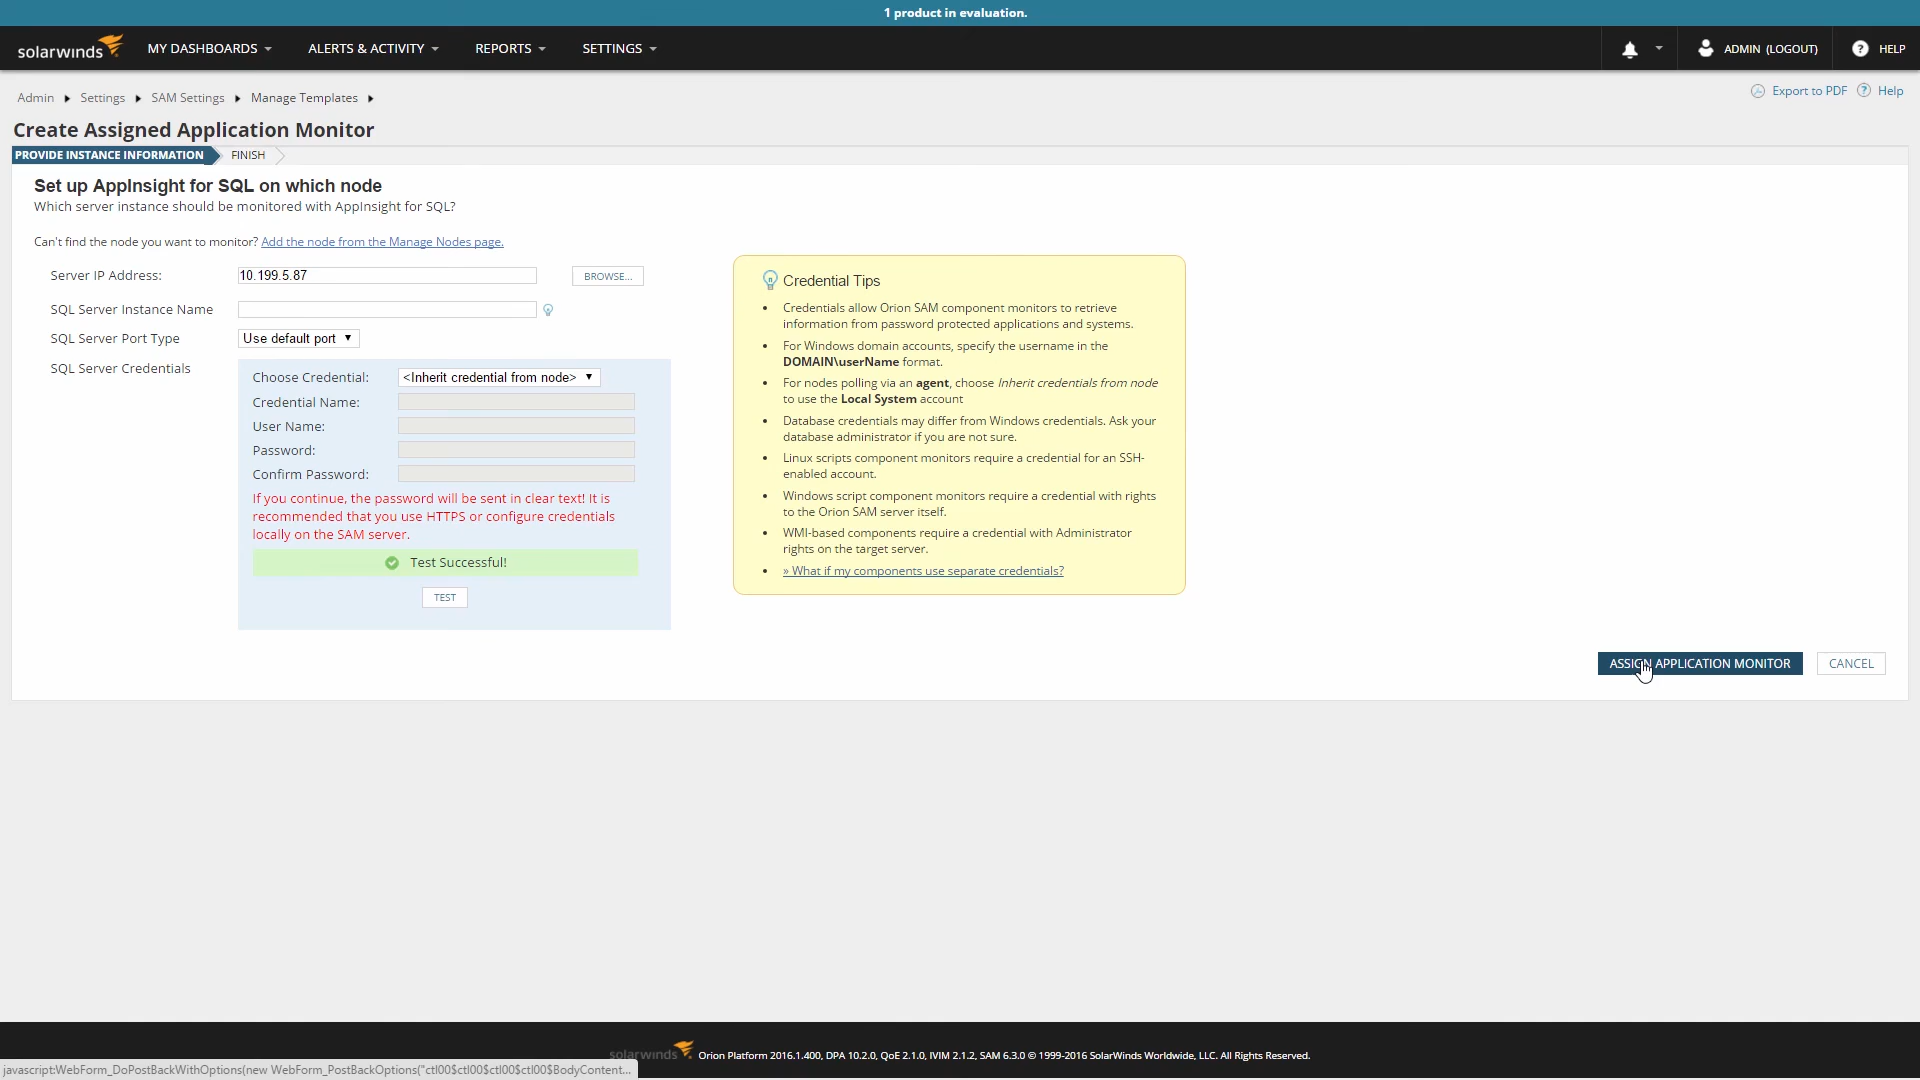 1 product in evaluation.
solarwinds MY DASHBOARDS ALERTS & ACTIVITY REPORTS SETTINGS ADMIN (LOGOUT) ? HELP
Admin Settings SAM Settings Manage Templates Export to PDF ? Help
Create Assigned Application Monitor
PROVIDE INSTANCE INFORMATION FINISH
Set up AppInsight for SQL on which node
Which server instance should be monitored with AppInsight for SQL?
Can't find the node you want to monitor? Add the node from the Manage Nodes page.
Server IP Address: 10.199.5.87 BROWSE...
SQL Server Instance Name
SQL Server Port Type Use default port
SQL Server Credentials
Choose Credential: <Inherit credential from node>
Credential Name:
User Name:
Password:
Confirm Password:
If you continue, the password will be sent in clear text! It is
recommended that you use HTTPS or configure credentials
locally on the SAM server.
Test Successful!
TEST
Credential Tips
• Credentials allow Orion SAM component monitors to retrieve
information from password protected applications and systems.
• For Windows domain accounts, specify the username in the
DOMAIN\userName format.
• For nodes polling via an agent, choose Inherit credentials from node
to use the Local System account
• Database credentials may differ from Windows credentials. Ask your
database administrator if you are not sure.
• Linux scripts component monitors require a credential for an SSH-
enabled account.
• Windows script component monitors require a credential with rights
to the Orion SAM server itself.
• WMI-based components require a credential with Administrator
rights on the target server.
• » What if my components use separate credentials?
ASSIGN APPLICATION MONITOR CANCEL
solarwinds Orion Platform 2016.1.400, DPA 10.2.0, QoE 2.1.0, IVIM 2.1.2, SAM 6.3.0 © 1999-2016 SolarWinds Worldwide, LLC. All Rights Reserved.
javascript:WebForm_DoPostBackWithOptions(new WebForm_PostBackOptions("ctl00$ctl00$ctl00$ctl00$BodyContent...